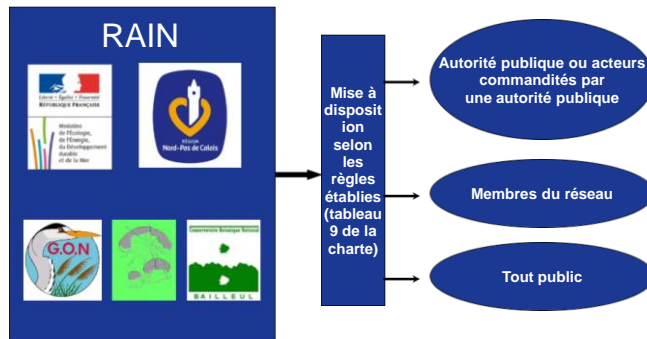 RAIN
Liberté • Égalité • Fraternité
RÉPUBLIQUE FRANÇAISE
Ministère
de l'Écologie,
de l'Énergie,
du Développement
durable
et de la Mer
RÉGION
Nord-Pas de Calais
G.O.N
Conservatoire Botanique National
BAILLEUL
Mise à
disposit
ion
selon
les
règles
établies
(tableau
9 de la
charte)
Autorité publique ou acteurs
commandités par
une autorité publique
Membres du réseau
Tout public